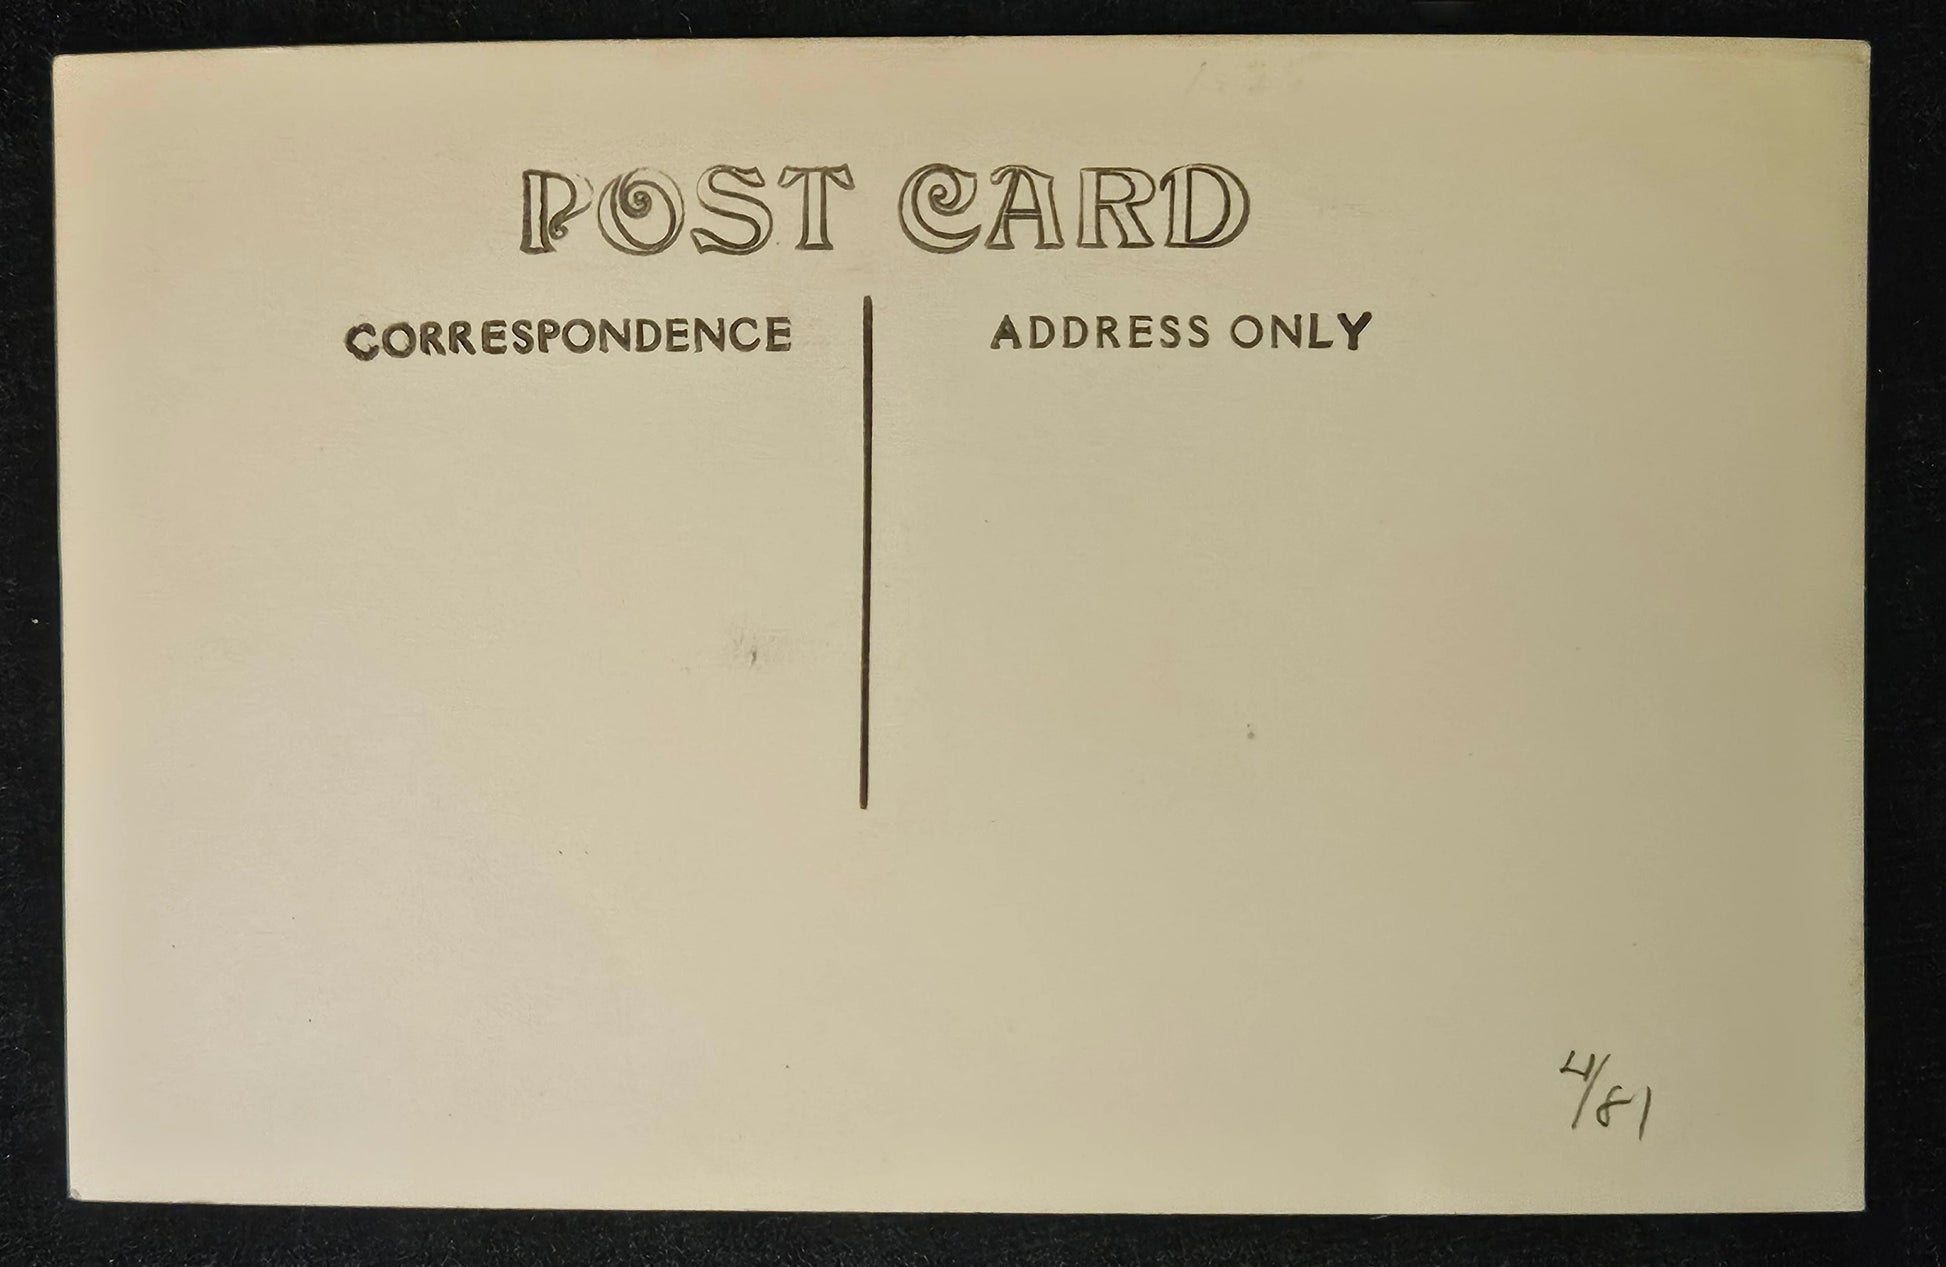 POST CARD
CORRESPONDENCE
ADDRESS ONLY
4/81